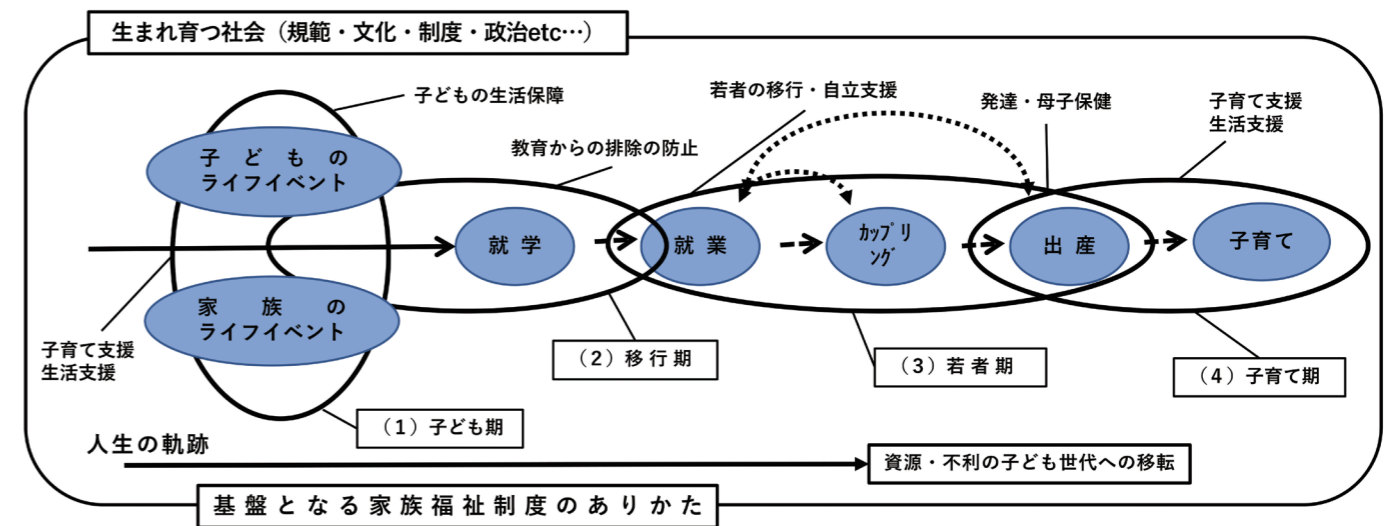 生まれ育つ社会（規範・文化・制度・政治etc…）
子どもの生活保障
若者の移行・自立支援
発達・母子保健
子育て支援
生活支援
教育からの排除の防止
子どもの
ライフイベント
就学
就業
ｶｯﾌﾟﾘ
ﾝｸﾞ
出産
子育て
家族の
ライフイベント
子育て支援
生活支援
（2）移行期
（3）若者期
（4）子育て期
（1）子ども期
人生の軌跡
資源・不利の子ども世代への移転
基盤となる家族福祉制度のありかた